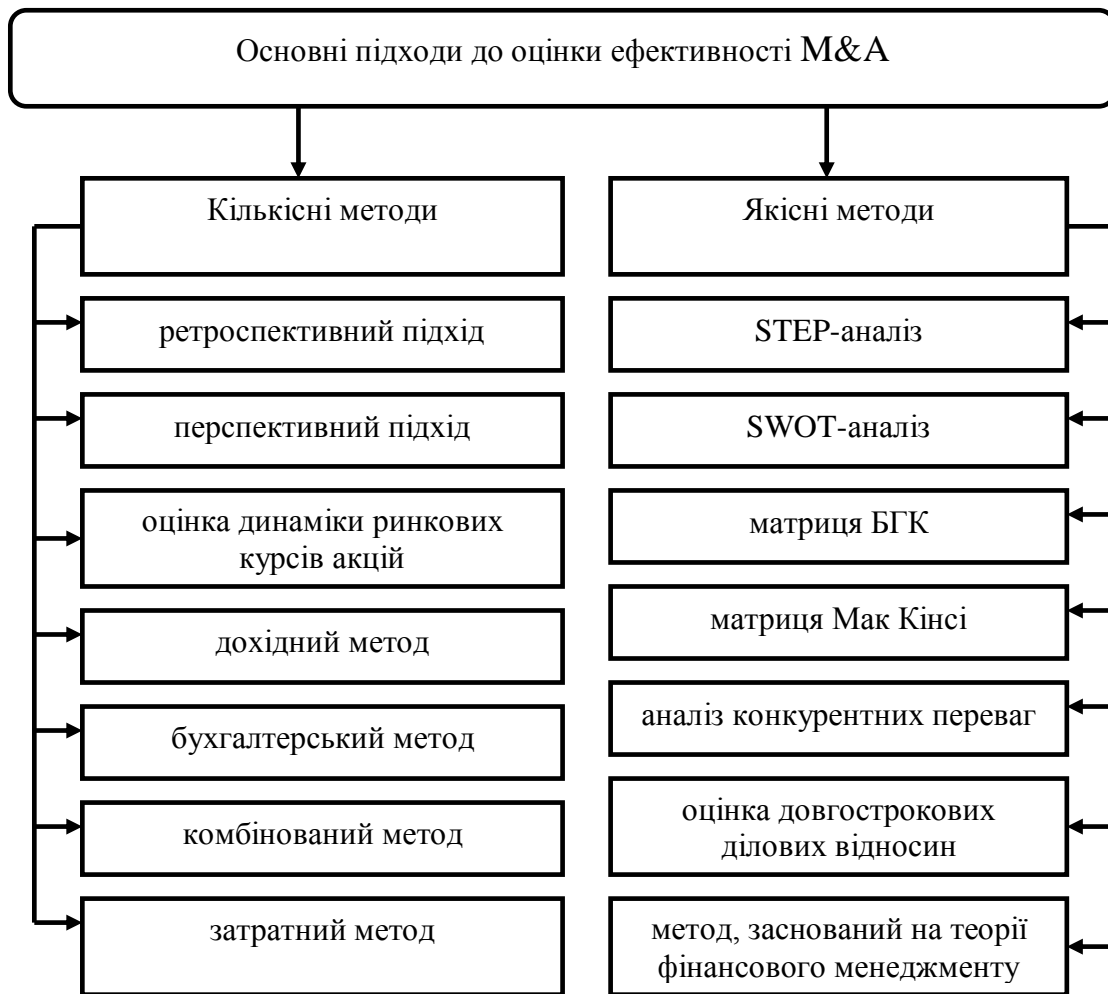 Основні підходи до оцінки ефективності M&A
Кількісні методи
ретроспективний підхід
перспективний підхід
оцінка динаміки ринкових
курсів акцій
дохідний метод
бухгалтерський метод
комбінований метод
затратний метод
Якісні методи
STEP-аналіз
SWOT-аналіз
матриця БГК
матриця Мак Кінсі
аналіз конкурентних переваг
оцінка довгострокових
ділових відносин
метод, заснований на теорії
фінансового менеджменту